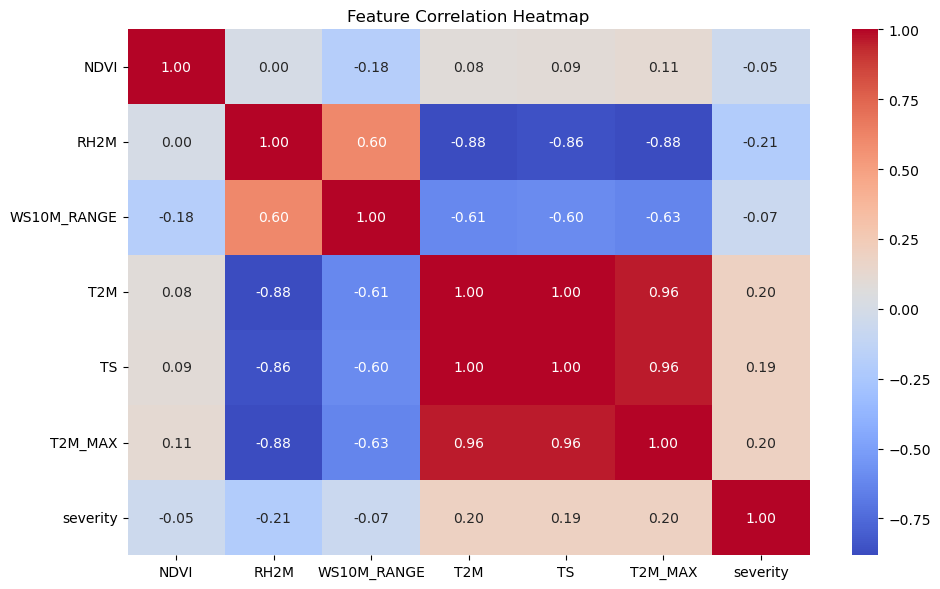 Feature Correlation Heatmap
NDVI 1.00 0.00 -0.18 0.08 0.09 0.11 -0.05
RH2M 0.00 1.00 0.60 -0.88 -0.86 -0.88 -0.21
WS10M_RANGE -0.18 0.60 1.00 -0.61 -0.60 -0.63 -0.07
T2M 0.08 -0.88 -0.61 1.00 1.00 0.96 0.20
TS 0.09 -0.86 -0.60 1.00 1.00 0.96 0.19
T2M_MAX 0.11 -0.88 -0.63 0.96 0.96 1.00 0.20
severity -0.05 -0.21 -0.07 0.20 0.19 0.20 1.00
NDVI RH2M WS10M_RANGE T2M TS T2M_MAX severity
1.00
0.75
0.50
0.25
0.00
−0.25
−0.50
−0.75